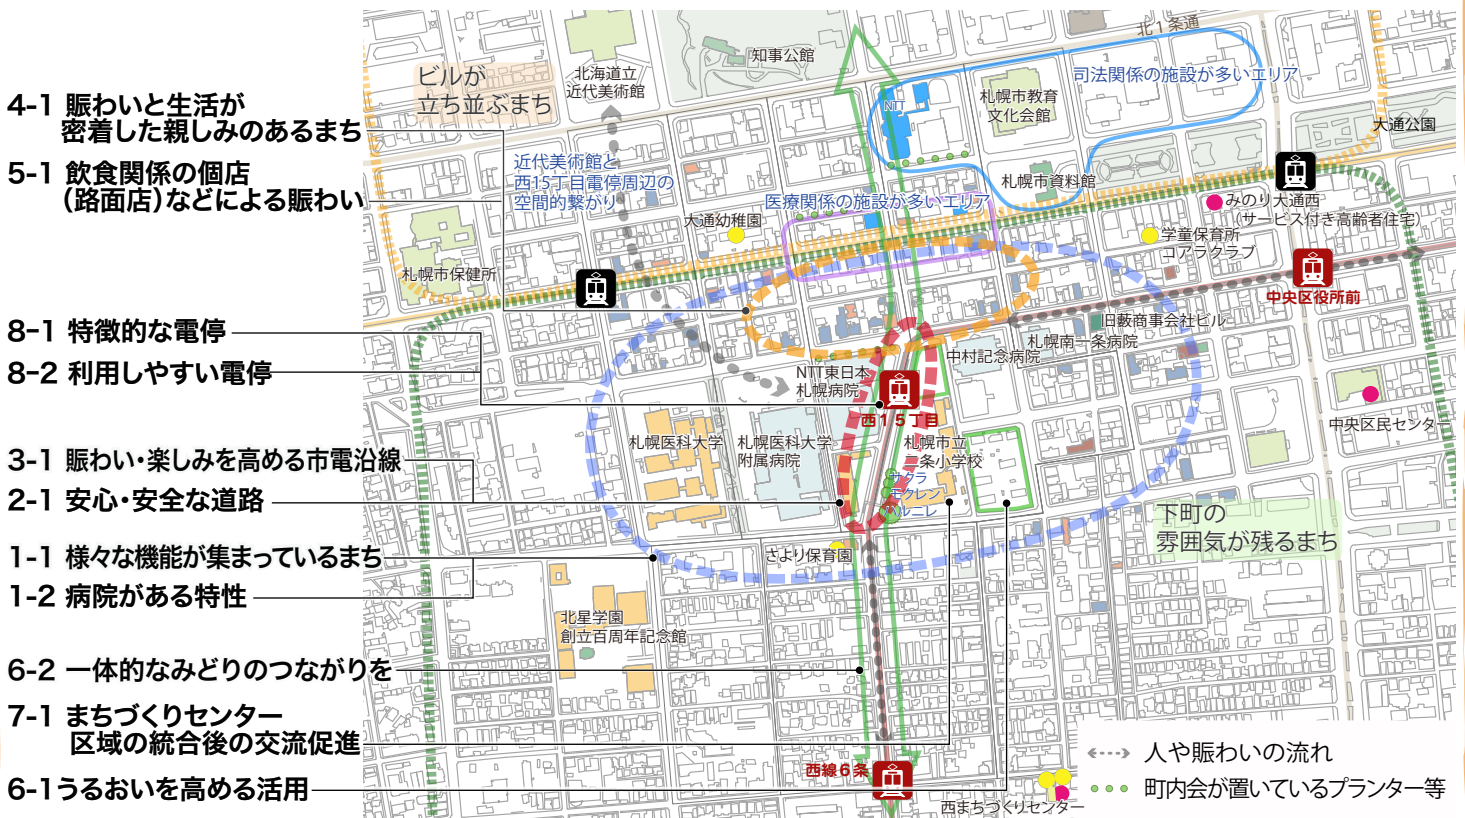 4-1 賑わいと生活が
密着した親しみのあるまち
5-1 飲食関係の個店
(路面店)などによる賑わい
8-1 特徴的な電停
8-2 利用しやすい電停
3-1 賑わい・楽しみを高める市電沿線
2-1 安心・安全な道路
1-1 様々な機能が集まっているまち
1-2 病院がある特性
6-2 一体的なみどりのつながりを
7-1 まちづくりセンター
区域の統合後の交流促進
6-1うるおいを高める活用
ビルが
立ち並ぶまち
北海道立
近代美術館
知事公館
北1条通
司法関係の施設が多いエリア
NTT
札幌市教育
文化会館
大通公園
近代美術館と
西15丁目電停周辺の
空間的繋がり
札幌市資料館
医療関係の施設が多いエリア
みのり大通西
(サービス付き高齢者住宅)
大通幼稚園
学童保育所
コアラクラブ
札幌市保健所
中央区役所前
旧藪商事会社ビル
札幌南一条病院
中村記念病院
NTT東日本
札幌病院
西15丁目
中央区民センター
札幌医科大学
札幌医科大学
附属病院
札幌市立
二条小学校
サクラ
モクレン
ハルニレ
下町の
雰囲気が残るまち
さより保育園
北星学園
創立百周年記念館
西線6条
西まちづくりセンター
人や賑わいの流れ
町内会が置いているプランター等